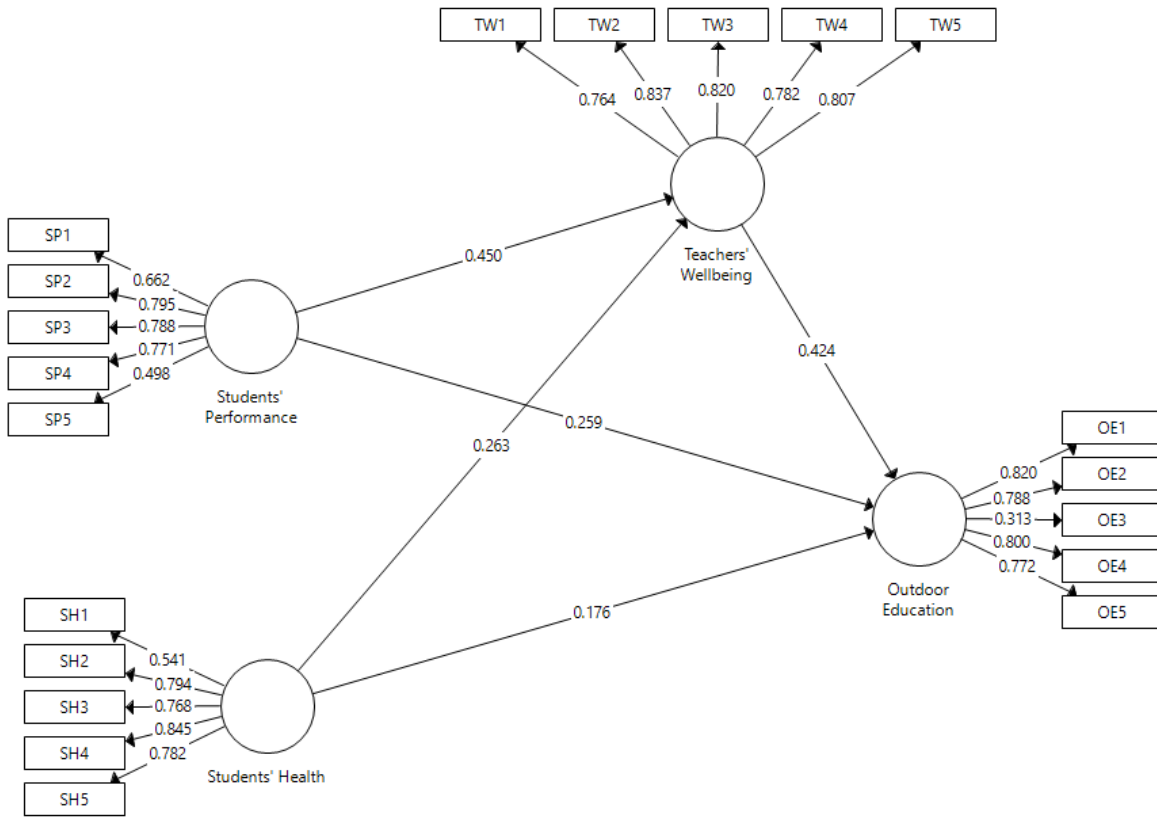 TW1
TW2
TW3
TW4
TW5
0.764
0.837
0.820
0.782
0.807
Teachers'
Wellbeing
SP1
SP2
SP3
SP4
SP5
0.662
0.795
0.788
0.771
0.498
Students'
Performance
0.450
0.424
0.259
0.263
0.176
OE1
OE2
OE3
OE4
OE5
0.820
0.788
0.313
0.800
0.772
Outdoor
Education
SH1
SH2
SH3
SH4
SH5
0.541
0.794
0.768
0.845
0.782
Students' Health